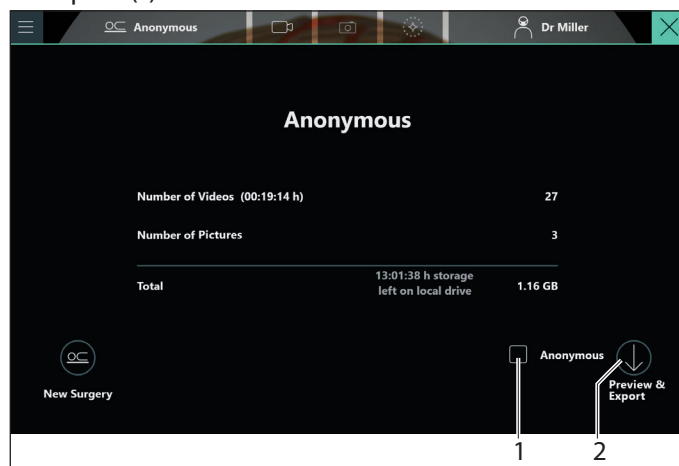 Anonymous
Dr Miller
Anonymous
Number of Videos (00:19:14 h)
27
Number of Pictures
3
Total
13:01:38 h storage
left on local drive
1.16 GB
Anonymous
New Surgery
Preview &
Export
1
2